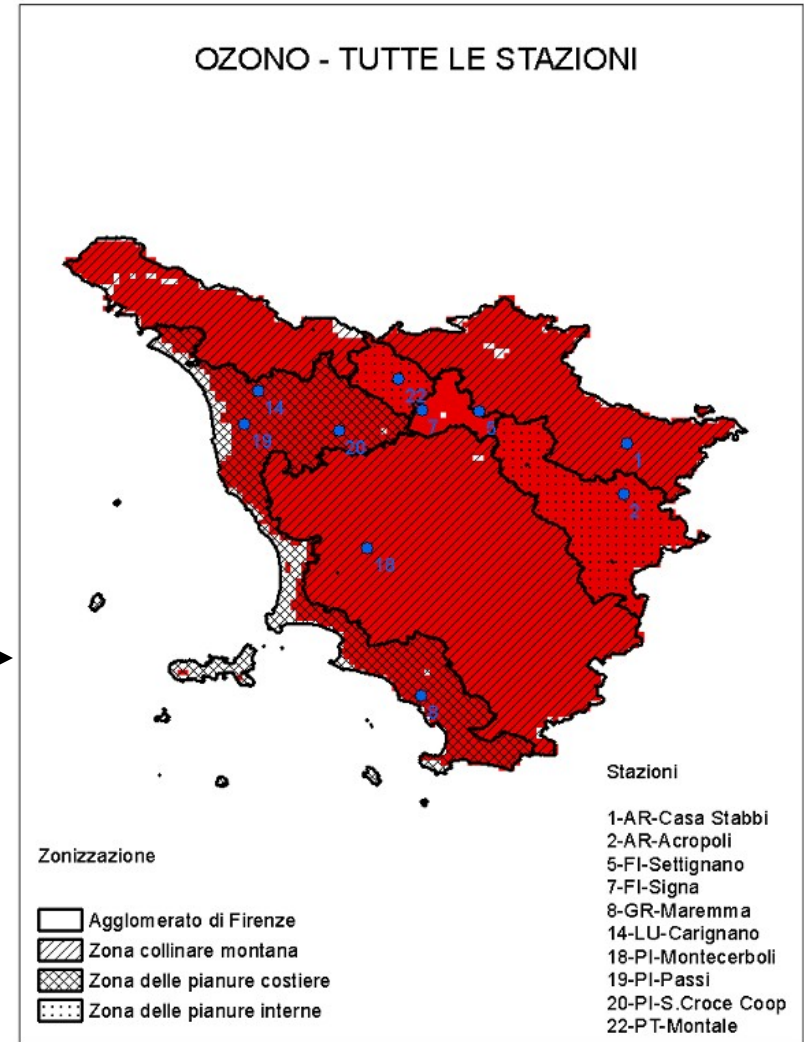 OZONO - TUTTE LE STAZIONI
14
22
7
5
19
20
1
2
18
8
Stazioni
1-AR-Casa Stabbi
2-AR-Acropoli
5-FI-Settignano
7-FI-Signa
8-GR-Maremma
14-LU-Carignano
18-PI-Montecerboli
19-PI-Passi
20-PI-S.Croce Coop
22-PT-Montale
Zonizzazione
Agglomerato di Firenze
Zona collinare montana
Zona delle pianure costiere
Zona delle pianure interne